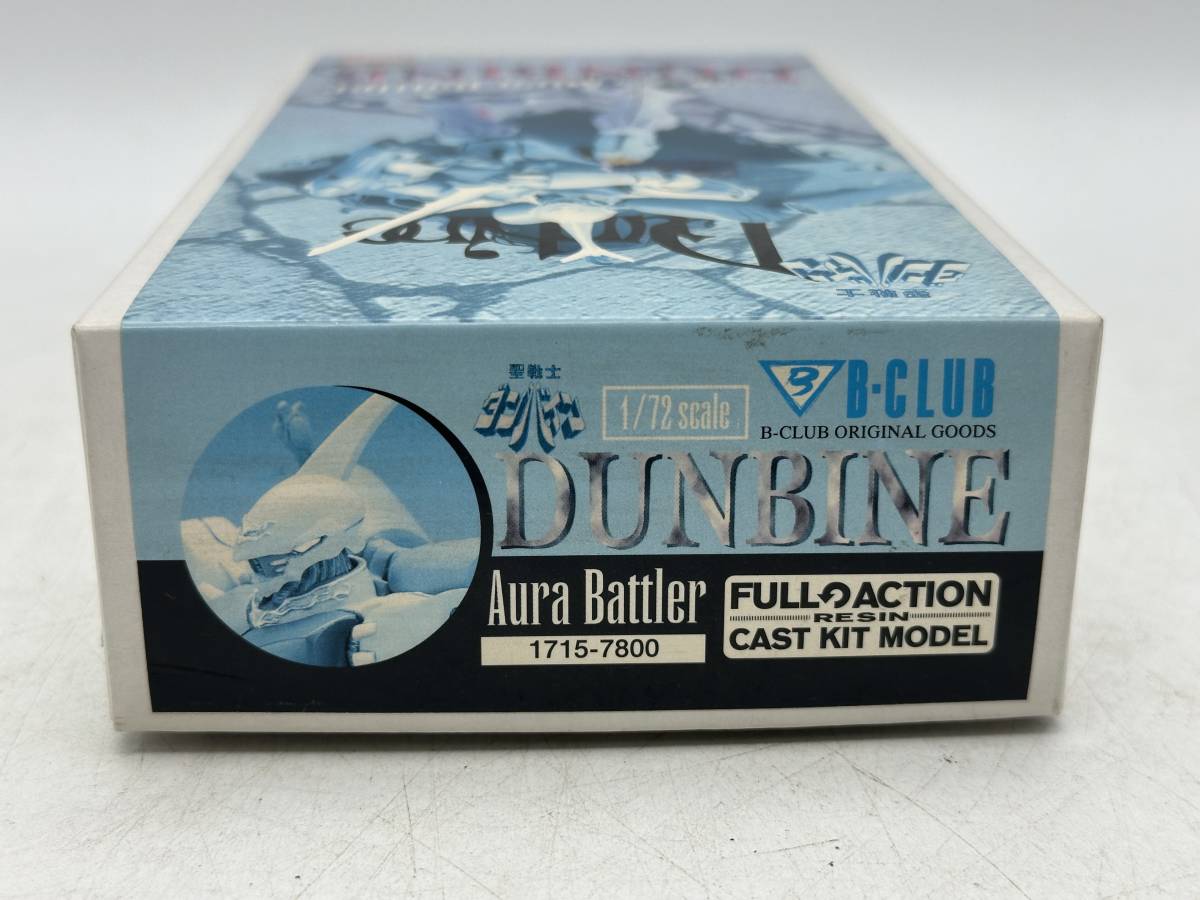 聖戦士
ダンバイン
1/72 scale
B B-CLUB
B-CLUB ORIGINAL GOODS
DUNBINE
Aura Battler
1715-7800
FULL ACTION
RESIN
CAST KIT MODEL